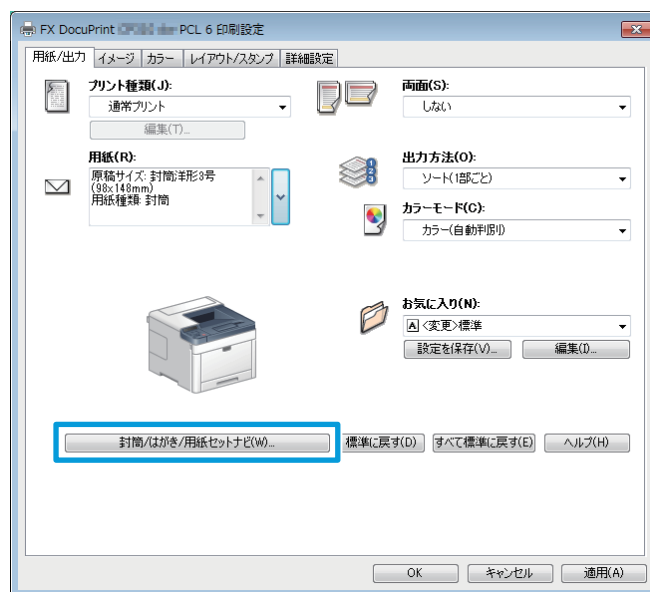 FX DocuPrint PCL 6 印刷設定
用紙/出力 イメージ カラー レイアウト/スタンプ 詳細設定
プリント種類(J):
通常プリント
編集(T)...
両面(S):
しない
用紙(R):
原稿サイズ: 封筒洋形3号
(98x148mm)
用紙種類: 封筒
出力方法(O):
ソート(1部ごと)
1
2
3
カラーモード(C):
カラー(自動判別)
お気に入り(N):
A <変更>標準
設定を保存(V)... 編集(I)...
封筒/はがき/用紙セットナビ(W)... 標準に戻す(D) すべて標準に戻す(E) ヘルプ(H)
OK キャンセル 適用(A)